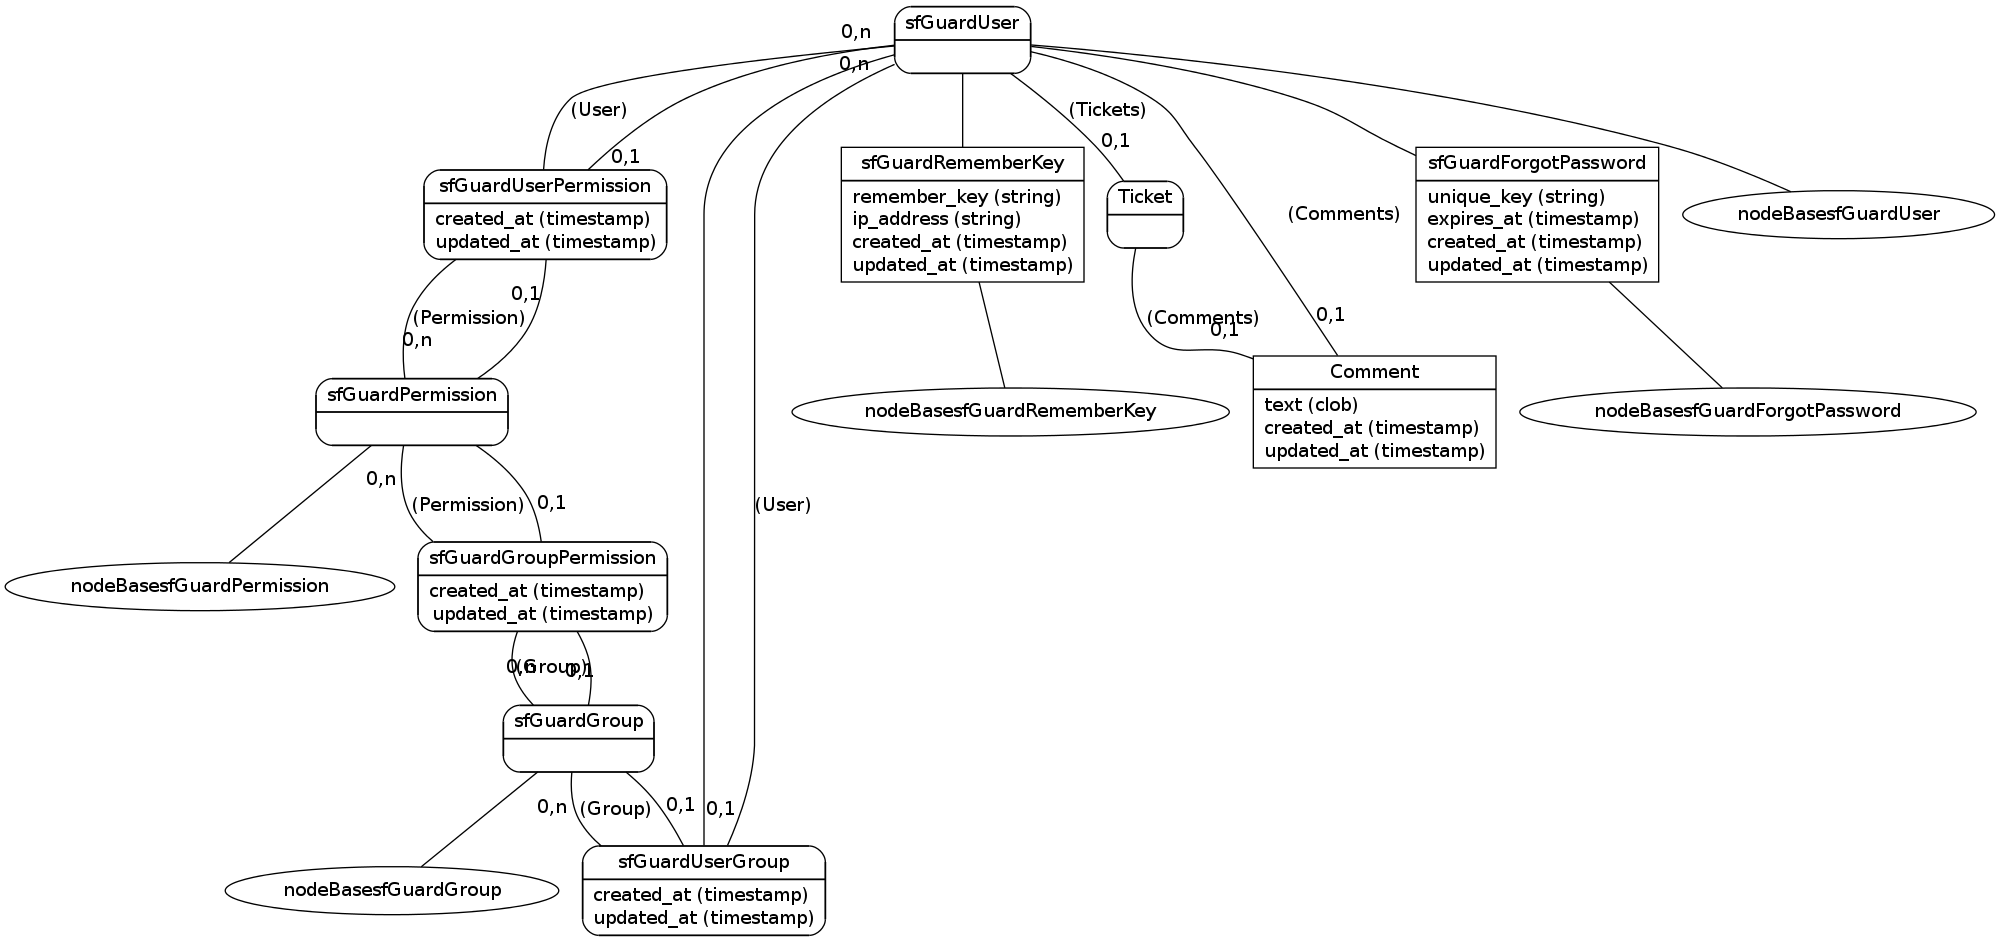 sfGuardUser
0,n
0,n
(User)
(Tickets)
0,1
0,1
sfGuardUserPermission
created_at (timestamp)
updated_at (timestamp)
sfGuardRememberKey
remember_key (string)
ip_address (string)
created_at (timestamp)
updated_at (timestamp)
Ticket
(Comments)
sfGuardForgotPassword
unique_key (string)
expires_at (timestamp)
created_at (timestamp)
updated_at (timestamp)
nodeBasesfGuardUser
0,1
(Permission)
0,n
(Comments)
0,1
0,1
sfGuardPermission
nodeBasesfGuardRememberKey
Comment
text (clob)
created_at (timestamp)
updated_at (timestamp)
nodeBasesfGuardForgotPassword
0,n
(Permission)
0,1
(User)
nodeBasesfGuardPermission
sfGuardGroupPermission
created_at (timestamp)
updated_at (timestamp)
0,n
(Group)
0,1
sfGuardGroup
0,n
(Group)
0,1
0,1
nodeBasesfGuardGroup
sfGuardUserGroup
created_at (timestamp)
updated_at (timestamp)